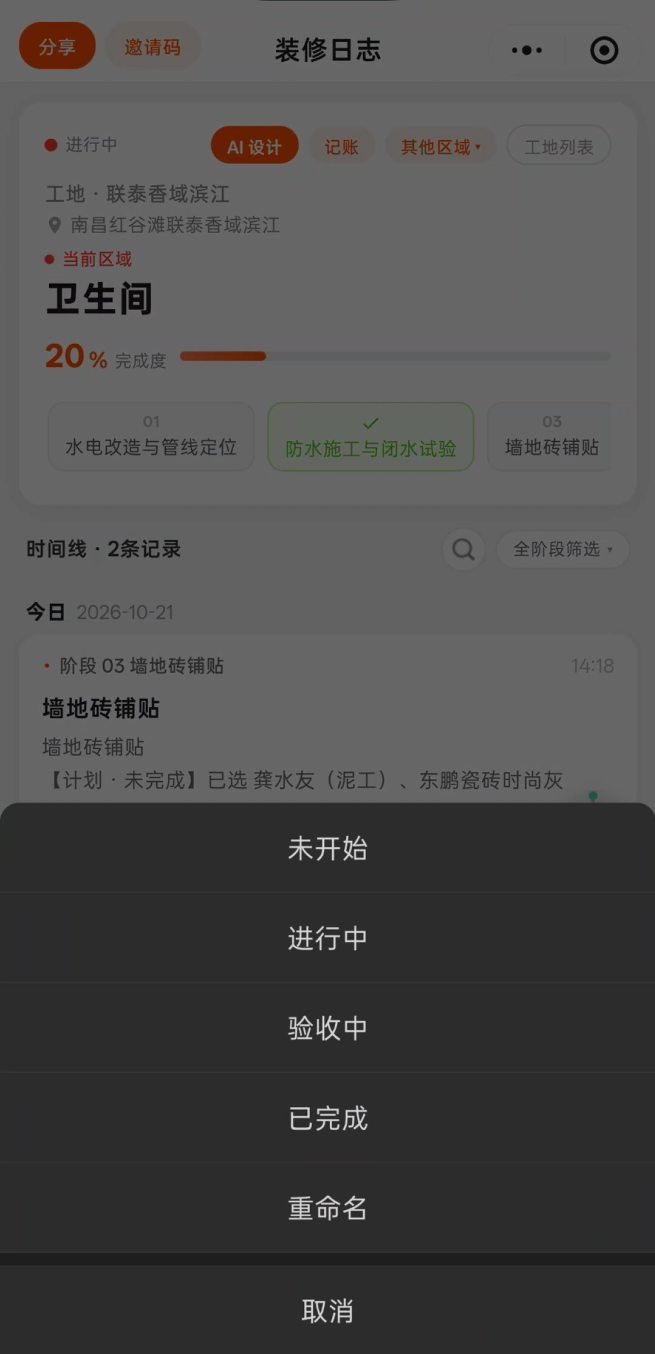 分享 邀请码 装修日志
进行中 AI 设计 记账 其他区域▾ 工地列表
工地 · 联泰香域滨江
南昌红谷滩联泰香域滨江
当前区域
卫生间
20% 完成度
01
水电改造与管线定位
防水施工与闭水试验
03
墙地砖铺贴
时间线 · 2条记录 全阶段筛选▾
今日 2026-10-21
· 阶段 03 墙地砖铺贴 14:18
墙地砖铺贴
墙地砖铺贴
【计划 · 未完成】已选 龚水友（泥工）、东鹏瓷砖时尚灰
未开始
进行中
验收中
已完成
重命名
取消